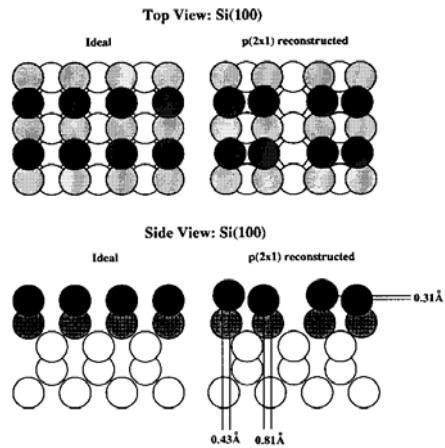 Top View: Si(100)
Ideal
p(2x1) reconstructed
Side View: Si(100)
Ideal
p(2x1) reconstructed
0.31Å
0.43Å
0.81Å